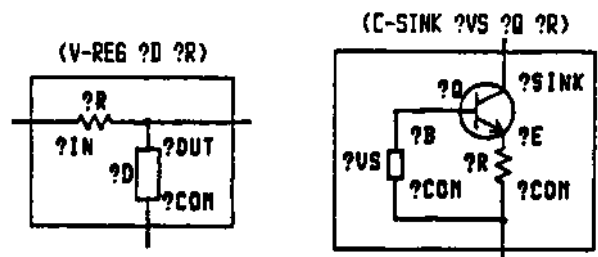 (V-REG ?D ?R)
?R
?IN
?OUT
?D
?COM
(C-SINK ?VS ?Q ?R)
?SINK
?Q
?B
?E
?VS
?R
?COM
?COM